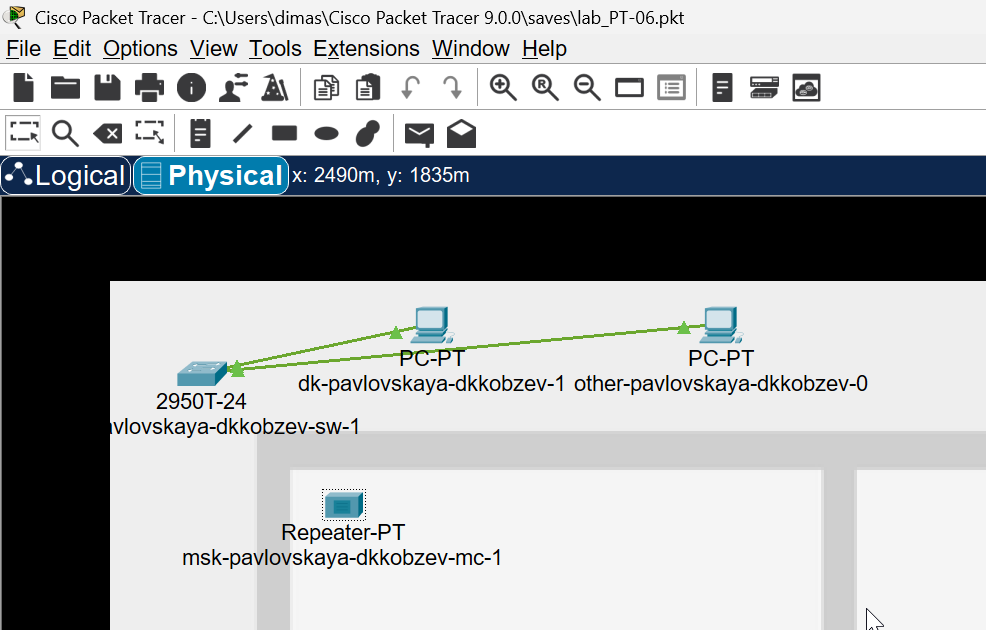 Cisco Packet Tracer - C:\Users\dimas\Cisco Packet Tracer 9.0.0\saves\lab_PT-06.pkt
File Edit Options View Tools Extensions Window Help
Logical Physical x: 2490m, y: 1835m
PC-PT PC-PT
dk-pavlovskaya-dkkobzev-1 other-pavlovskaya-dkkobzev-0
2950T-24
avlovskaya-dkkobzev-sw-1
Repeater-PT
msk-pavlovskaya-dkkobzev-mc-1